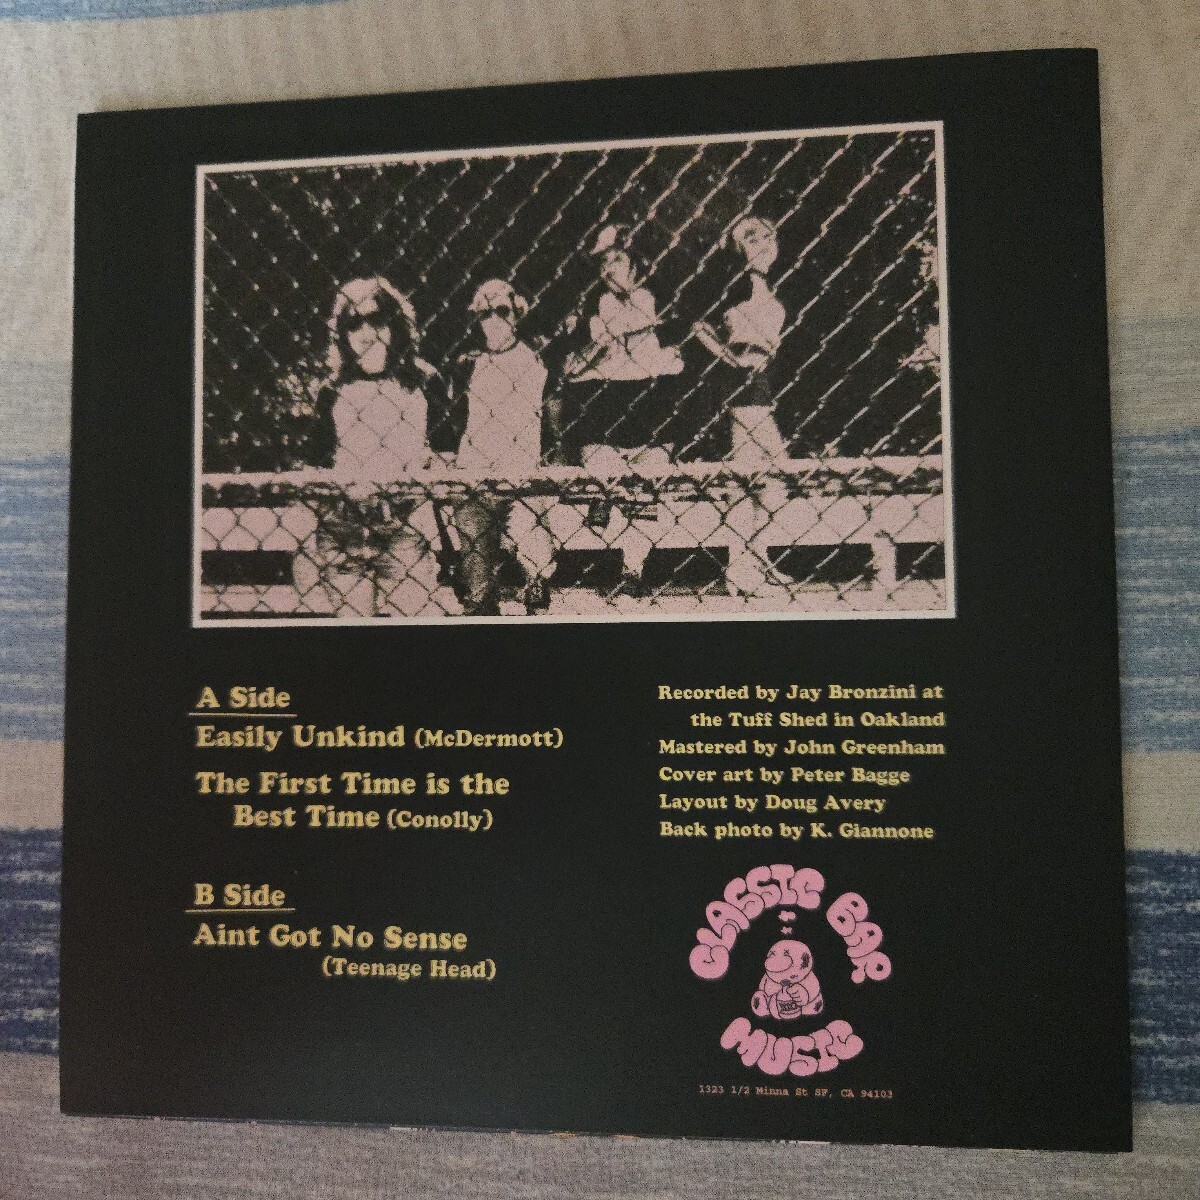 A Side
Easily Unkind (McDermott)
The First Time is the
Best Time (Conolly)
B Side
Aint Got No Sense
(Teenage Head)
Recorded by Jay Bronzini at
the Tuff Shed in Oakland
Mastered by John Greenham
Cover art by Peter Bagge
Layout by Doug Avery
Back photo by K. Giannone
CLASSIC BAR
MUSIC
1323 1/2 Minna St SF, CA 94103